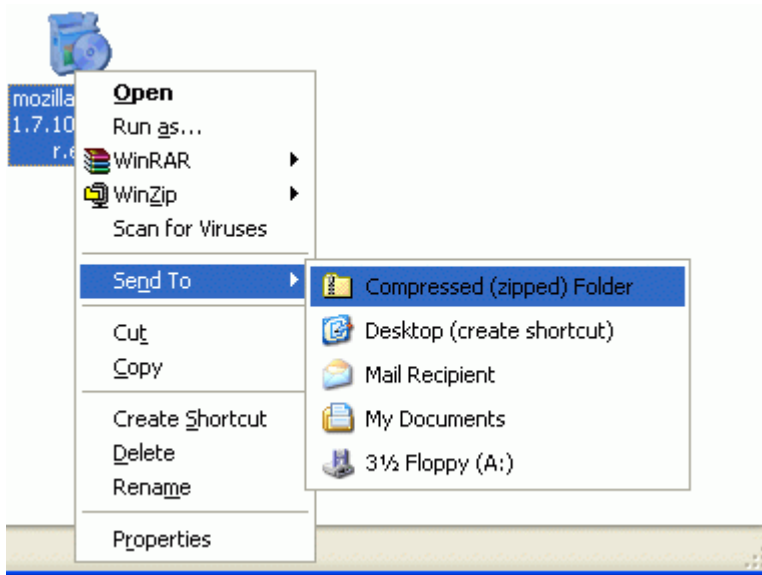 mozilla
1.7.10
r.e
Open
Run as...
WinRAR
WinZip
Scan for Viruses
Send To
Cut
Copy
Create Shortcut
Delete
Rename
Properties
Compressed (zipped) Folder
Desktop (create shortcut)
Mail Recipient
My Documents
3½ Floppy (A:)